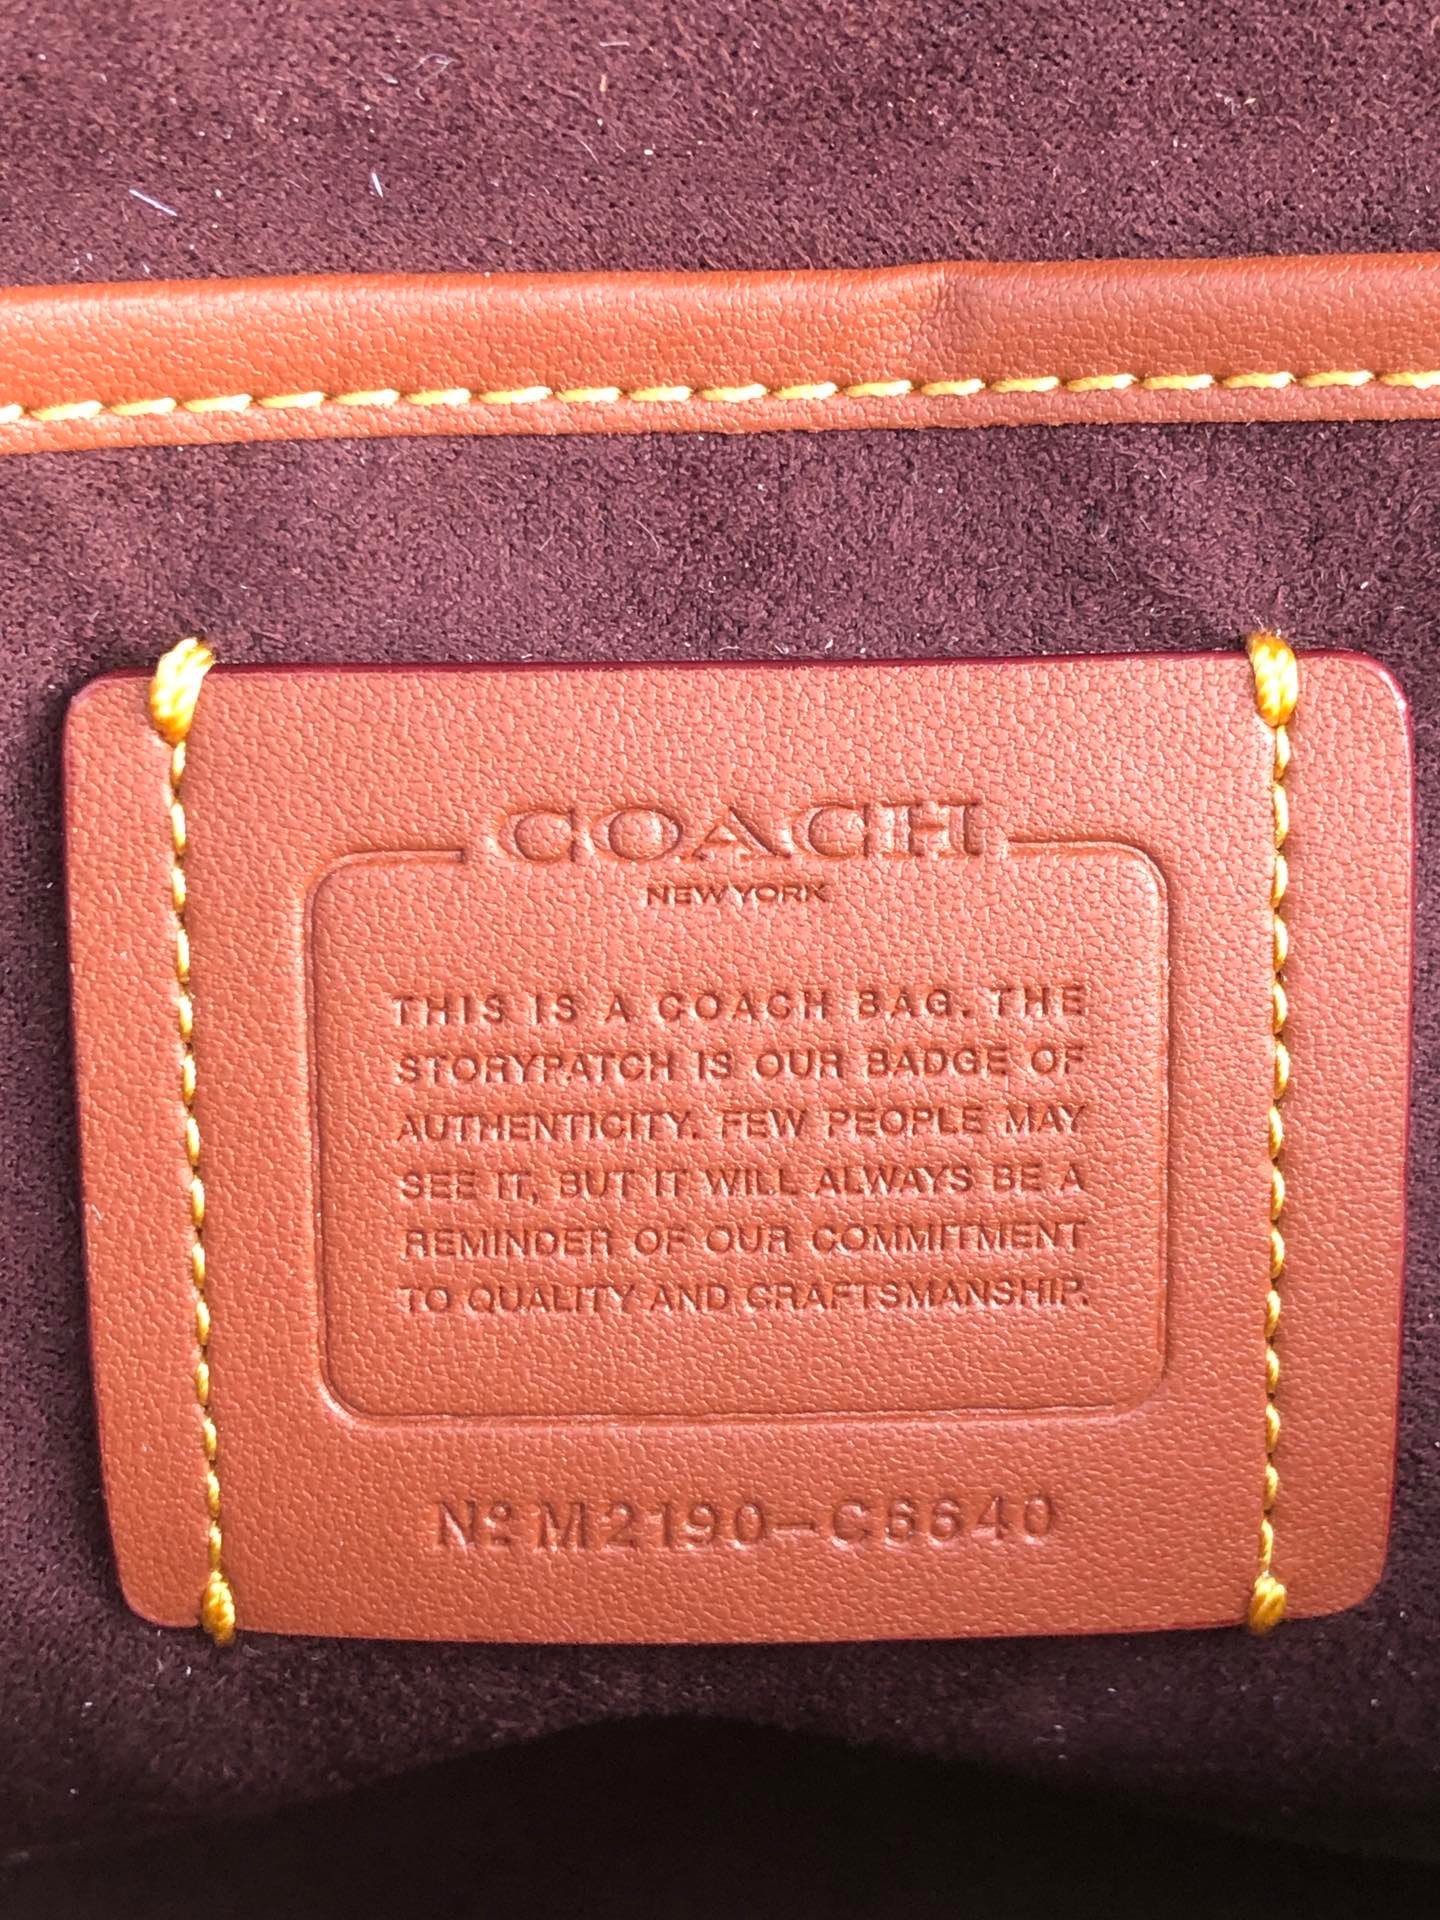 COACH
NEW YORK
THIS IS A COACH BAG. THE
STORYPATCH IS OUR BADGE OF
AUTHENTICITY. FEW PEOPLE MAY
SEE IT, BUT IT WILL ALWAYS BE A
REMINDER OF OUR COMMITMENT
TO QUALITY AND CRAFTSMANSHIP.
Nº M2190-C6640